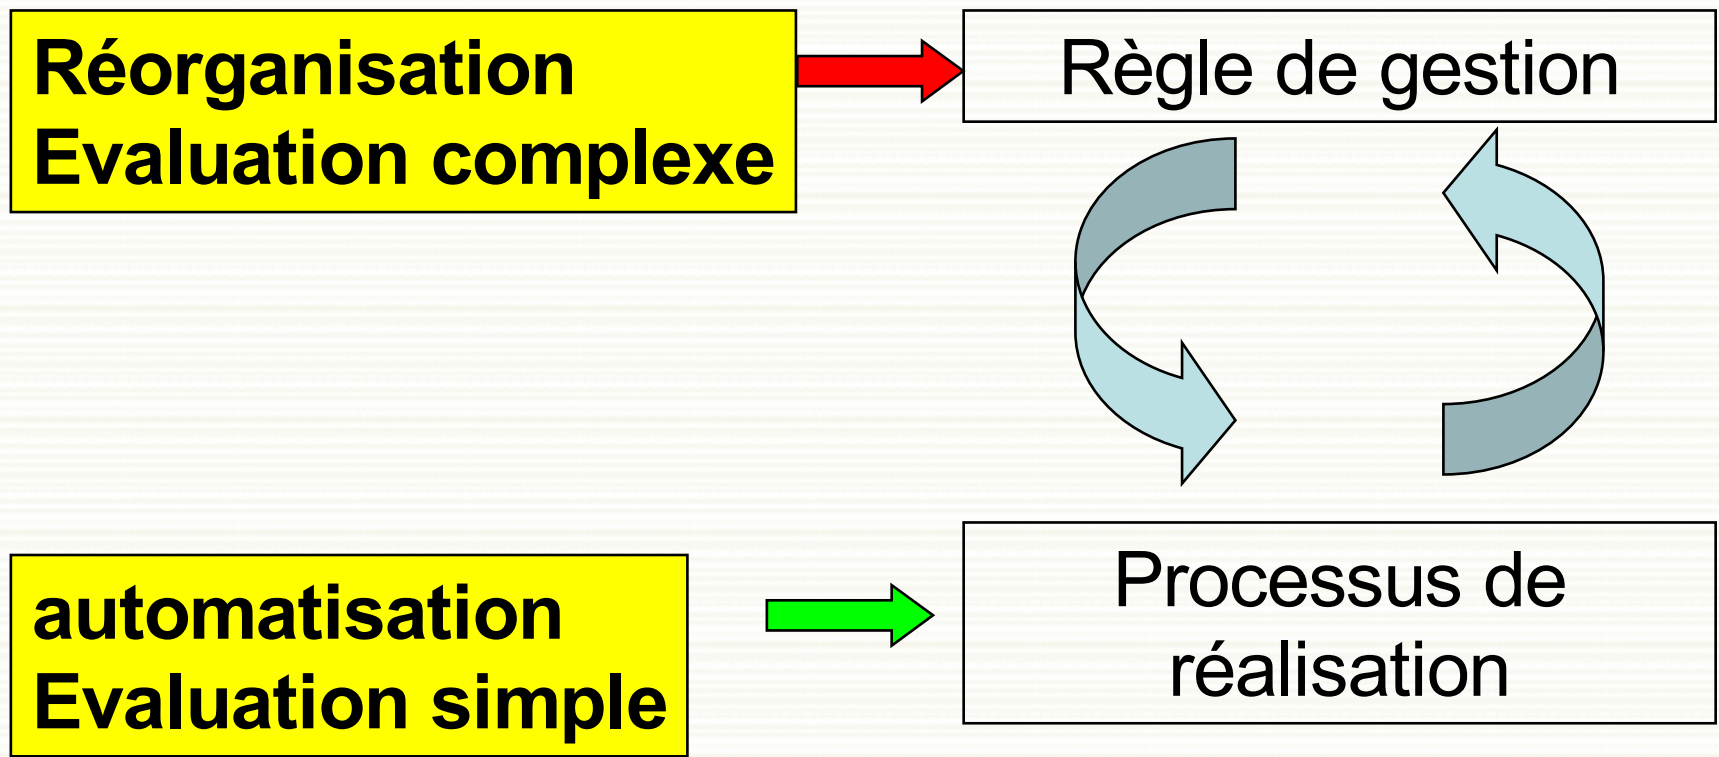 Réorganisation
Evaluation complexe
Règle de gestion
automatisation
Evaluation simple
Processus de
réalisation